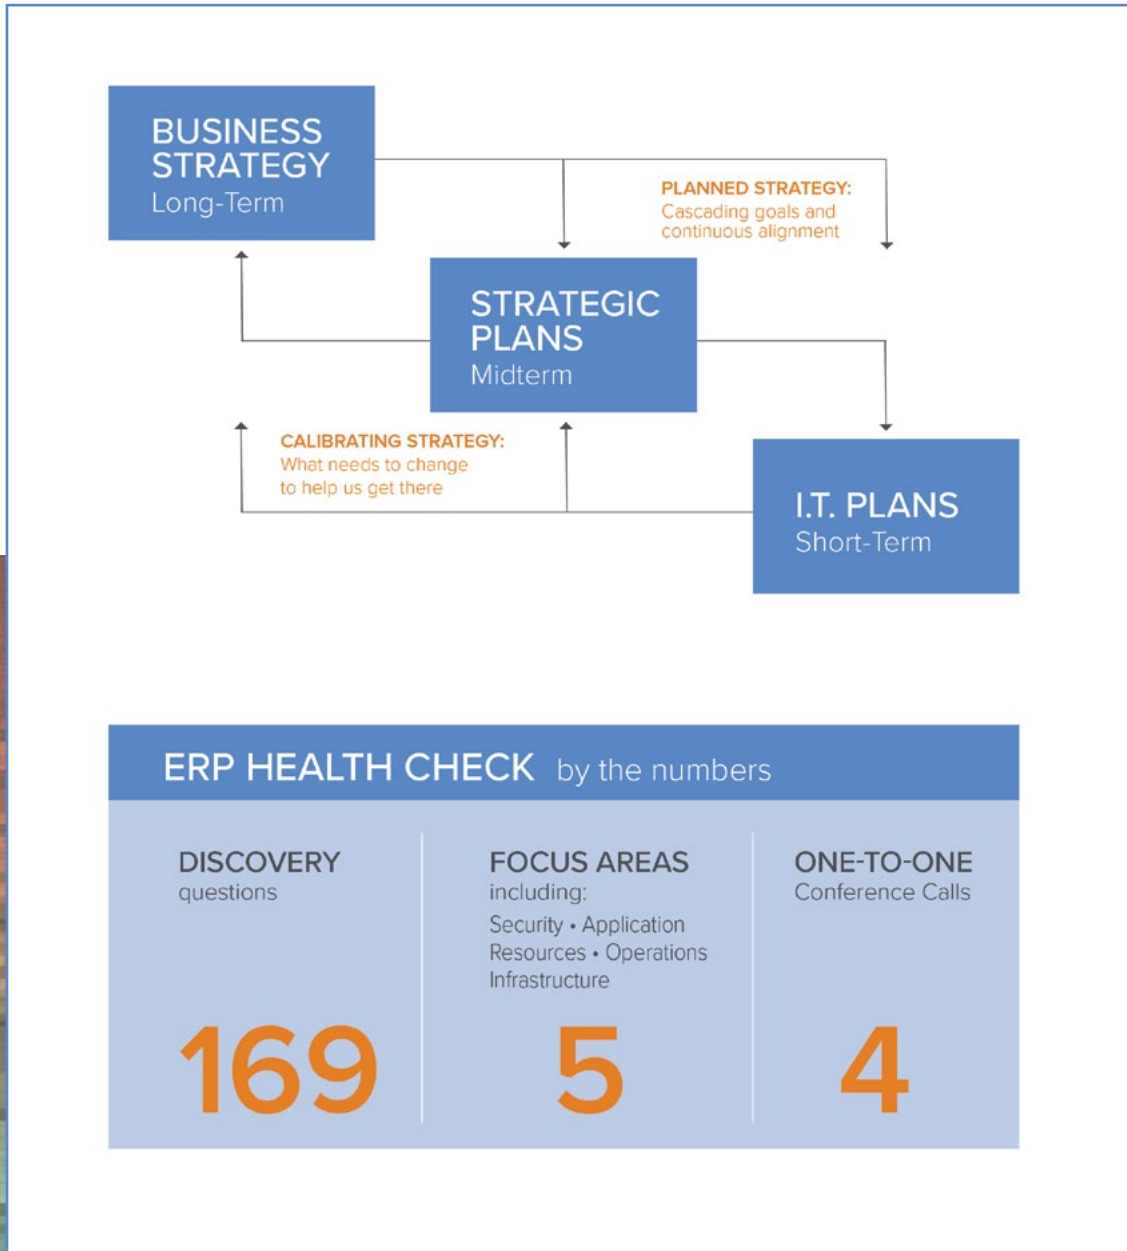 BUSINESS
STRATEGY
Long-Term
PLANNED STRATEGY:
Cascading goals and
continuous alignment
STRATEGIC
PLANS
Midterm
CALIBRATING STRATEGY:
What needs to change
to help us get there
I.T. PLANS
Short-Term
ERP HEALTH CHECK by the numbers
DISCOVERY
questions
169
FOCUS AREAS
including:
Security • Application
Resources • Operations
Infrastructure
5
ONE-TO-ONE
Conference Calls
4